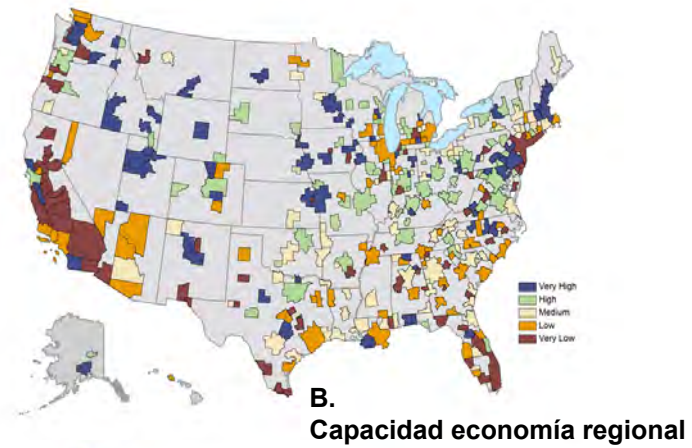 Very High
High
Medium
Low
Very Low
B.
Capacidad economía regional